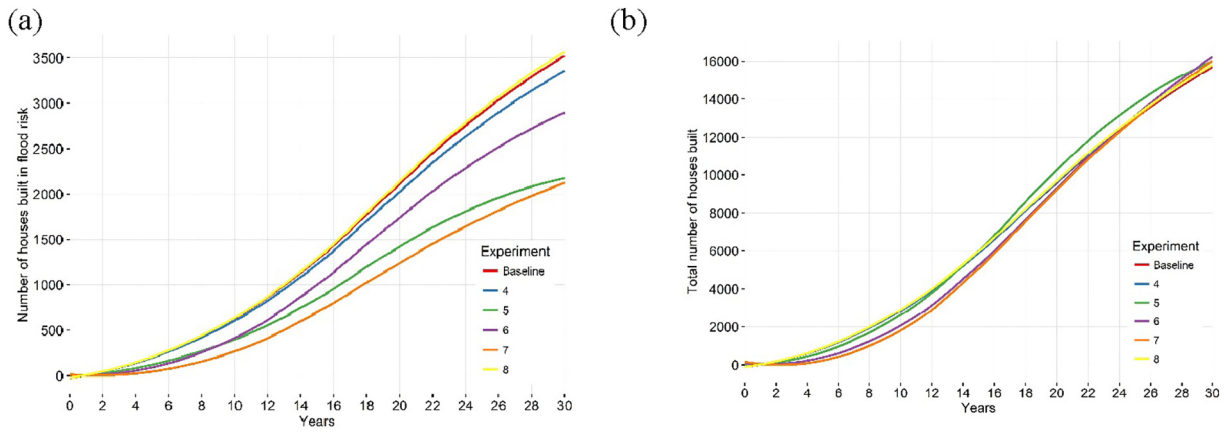 (a)
Number of houses built in flood risk
3500
3000
2500
2000
1500
1000
500
0
0 2 4 6 8 10 12 14 16 18 20 22 24 26 28 30
Years
Experiment
Baseline
4
5
6
7
8
(b)
Total number of houses built
16000
14000
12000
10000
8000
6000
4000
2000
0
0 2 4 6 8 10 12 14 16 18 20 22 24 26 28 30
Years
Experiment
Baseline
4
5
6
7
8